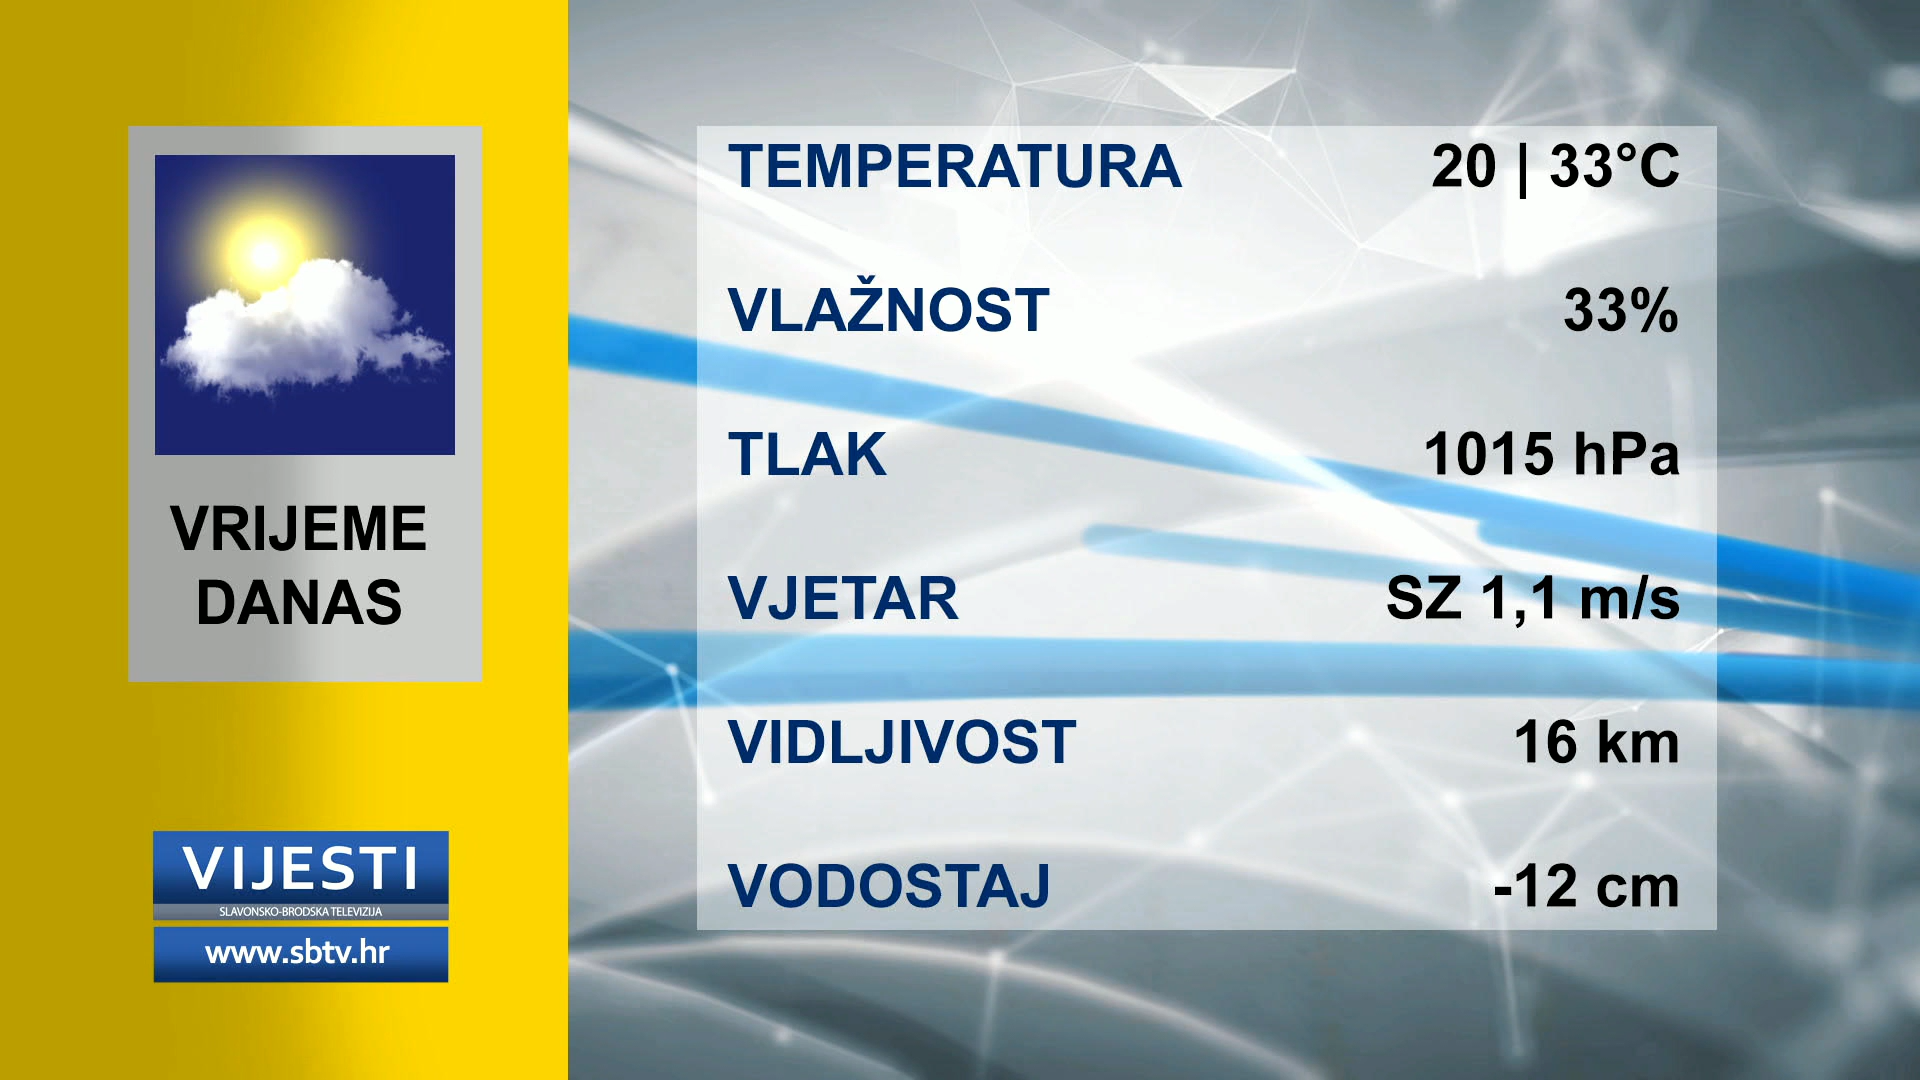 VRIJEME
DANAS
VIJESTI
SLAVONSKO-BRODSKA TELEVIZIJA
www.sbtv.hr
TEMPERATURA 20 | 33°C
VLAŽNOST 33%
TLAK 1015 hPa
VJETAR SZ 1,1 m/s
VIDLJIVOST 16 km
VODOSTAJ -12 cm